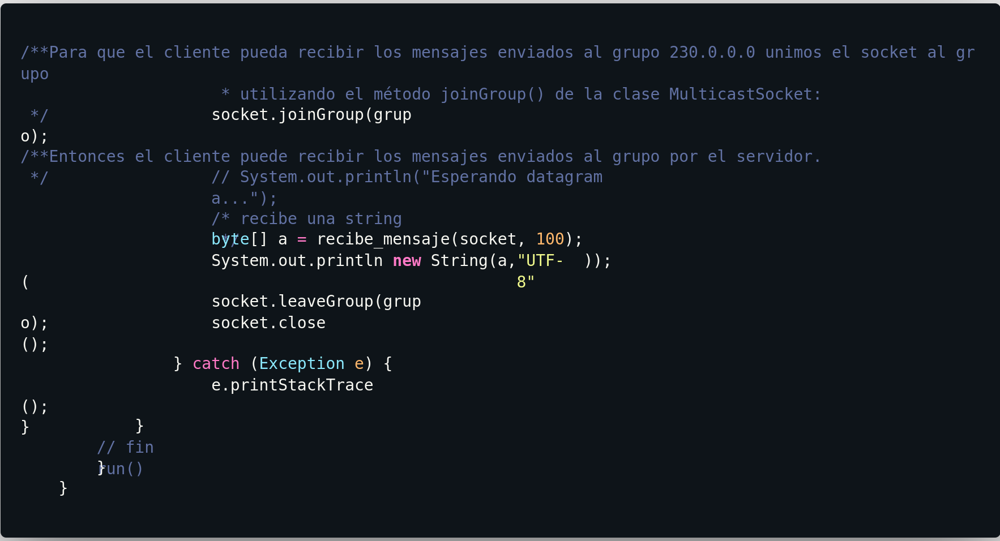 /**Para que el cliente pueda recibir los mensajes enviados al grupo 230.0.0.0 unimos el socket al gr
upo
* utilizando el método joinGroup() de la clase MulticastSocket:
*/ socket.joinGroup(grup
o);
/**Entonces el cliente puede recibir los mensajes enviados al grupo por el servidor.
*/ // System.out.println("Esperando datagram
a...");
/* recibe una string
*/
byte[] a = recibe_mensaje(socket, 100);
System.out.println new String(a,"UTF- ));
( 8"
socket.leaveGroup(grup
o); socket.close
();
} catch (Exception e) {
e.printStackTrace
();
} }
// fin
} run()
}